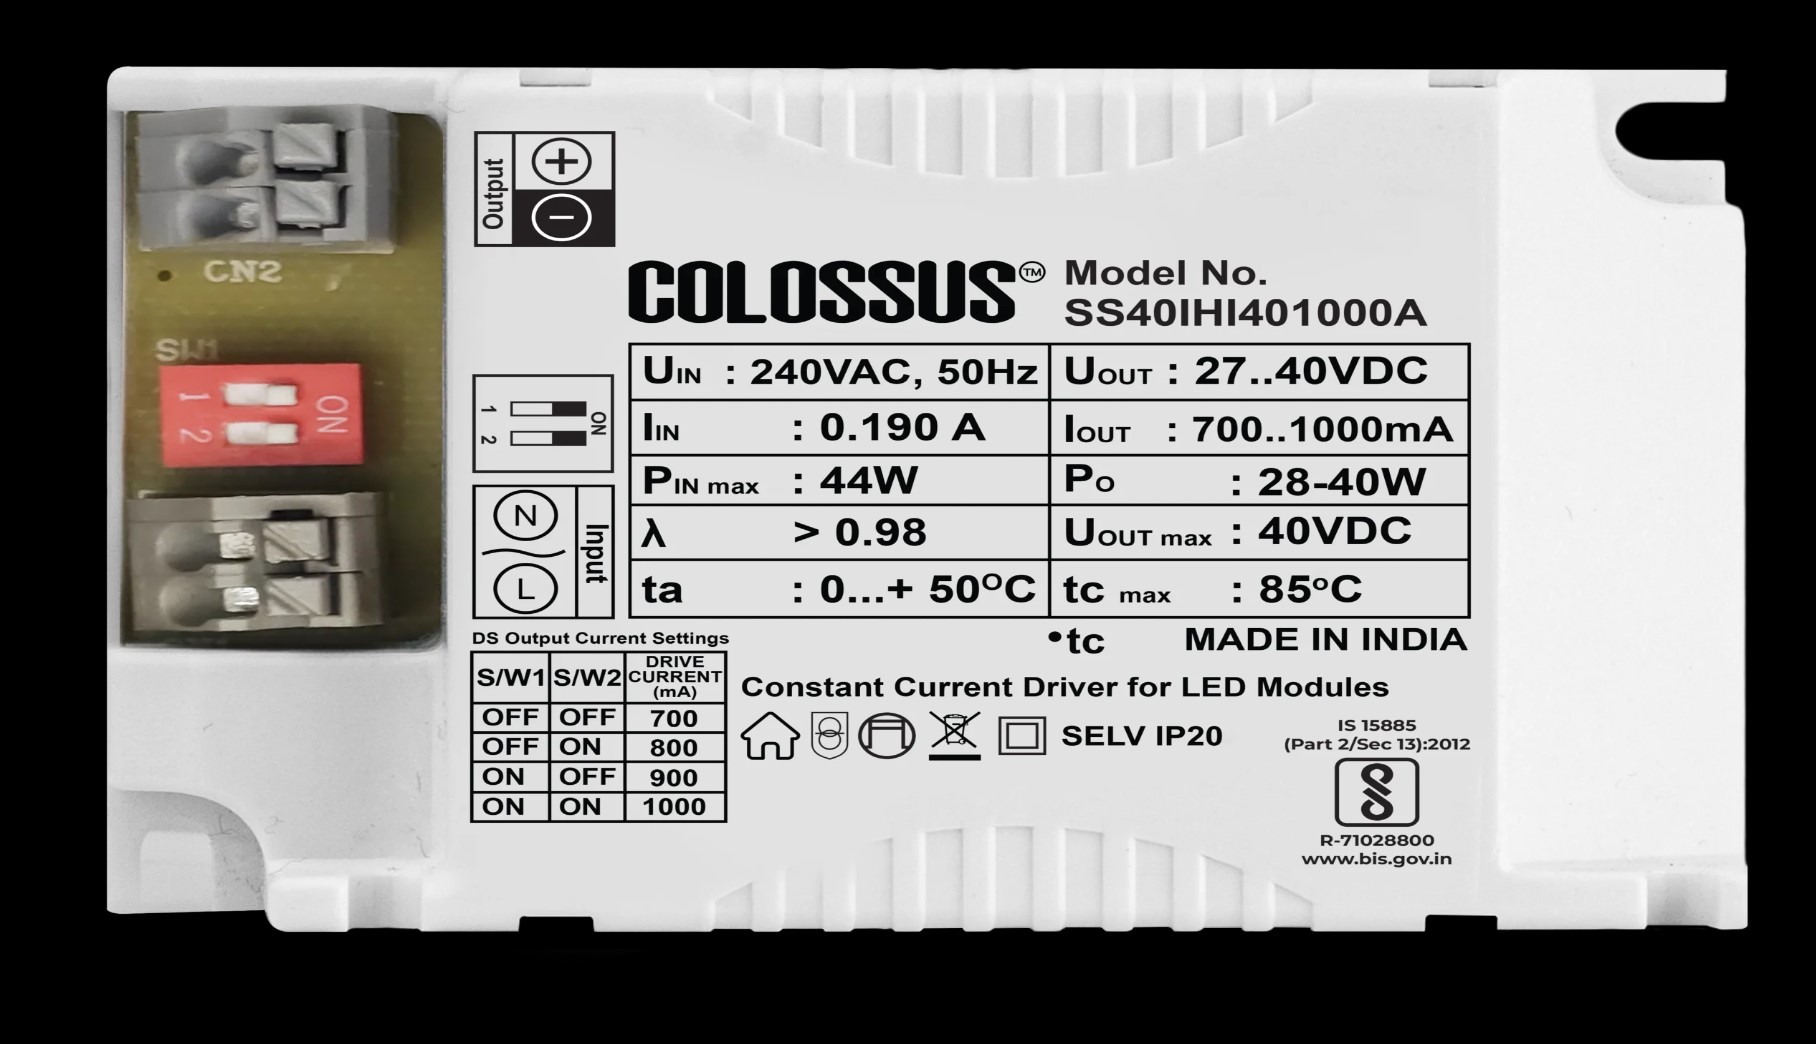 Output
+
−
CN2
SW1
1
2
ON
1
2
ON
N
L
Input
COLOSSUS™
Model No.
SS40IHI401000A
UIN : 240VAC, 50Hz
UOUT : 27..40VDC
IIN : 0.190 A
IOUT : 700..1000mA
PIN max : 44W
PO : 28-40W
λ > 0.98
UOUT max : 40VDC
ta : 0...+ 50°C
tc max : 85°C
•tc
MADE IN INDIA
DS Output Current Settings
S/W1 S/W2 DRIVE CURRENT (mA)
OFF OFF 700
OFF ON 800
ON OFF 900
ON ON 1000
Constant Current Driver for LED Modules
SELV IP20
IS 15885
(Part 2/Sec 13):2012
R-71028800
www.bis.gov.in